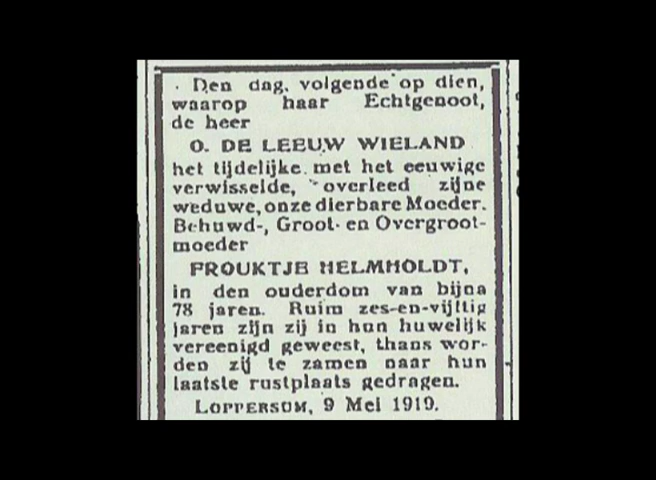 Den dag, volgende op dien,
waarop haar Echtgenoot,
de heer
O. DE LEEUW WIELAND
het tijdelijke met het eeuwige
verwisselde, overleed zijne
weduwe, onze dierbare Moeder,
Behuwd-, Groot- en Overgroot-
moeder
FROUKTJE HELMHOLDT,
in den ouderdom van bijna
78 jaren. Ruim zes-en-vijftig
jaren zijn zij in hun huwelijk
vereenigd geweest, thans wor-
den zij te zamen naar hun
laatste rustplaats gedragen.
LOPPERSUM, 9 Mei 1919.